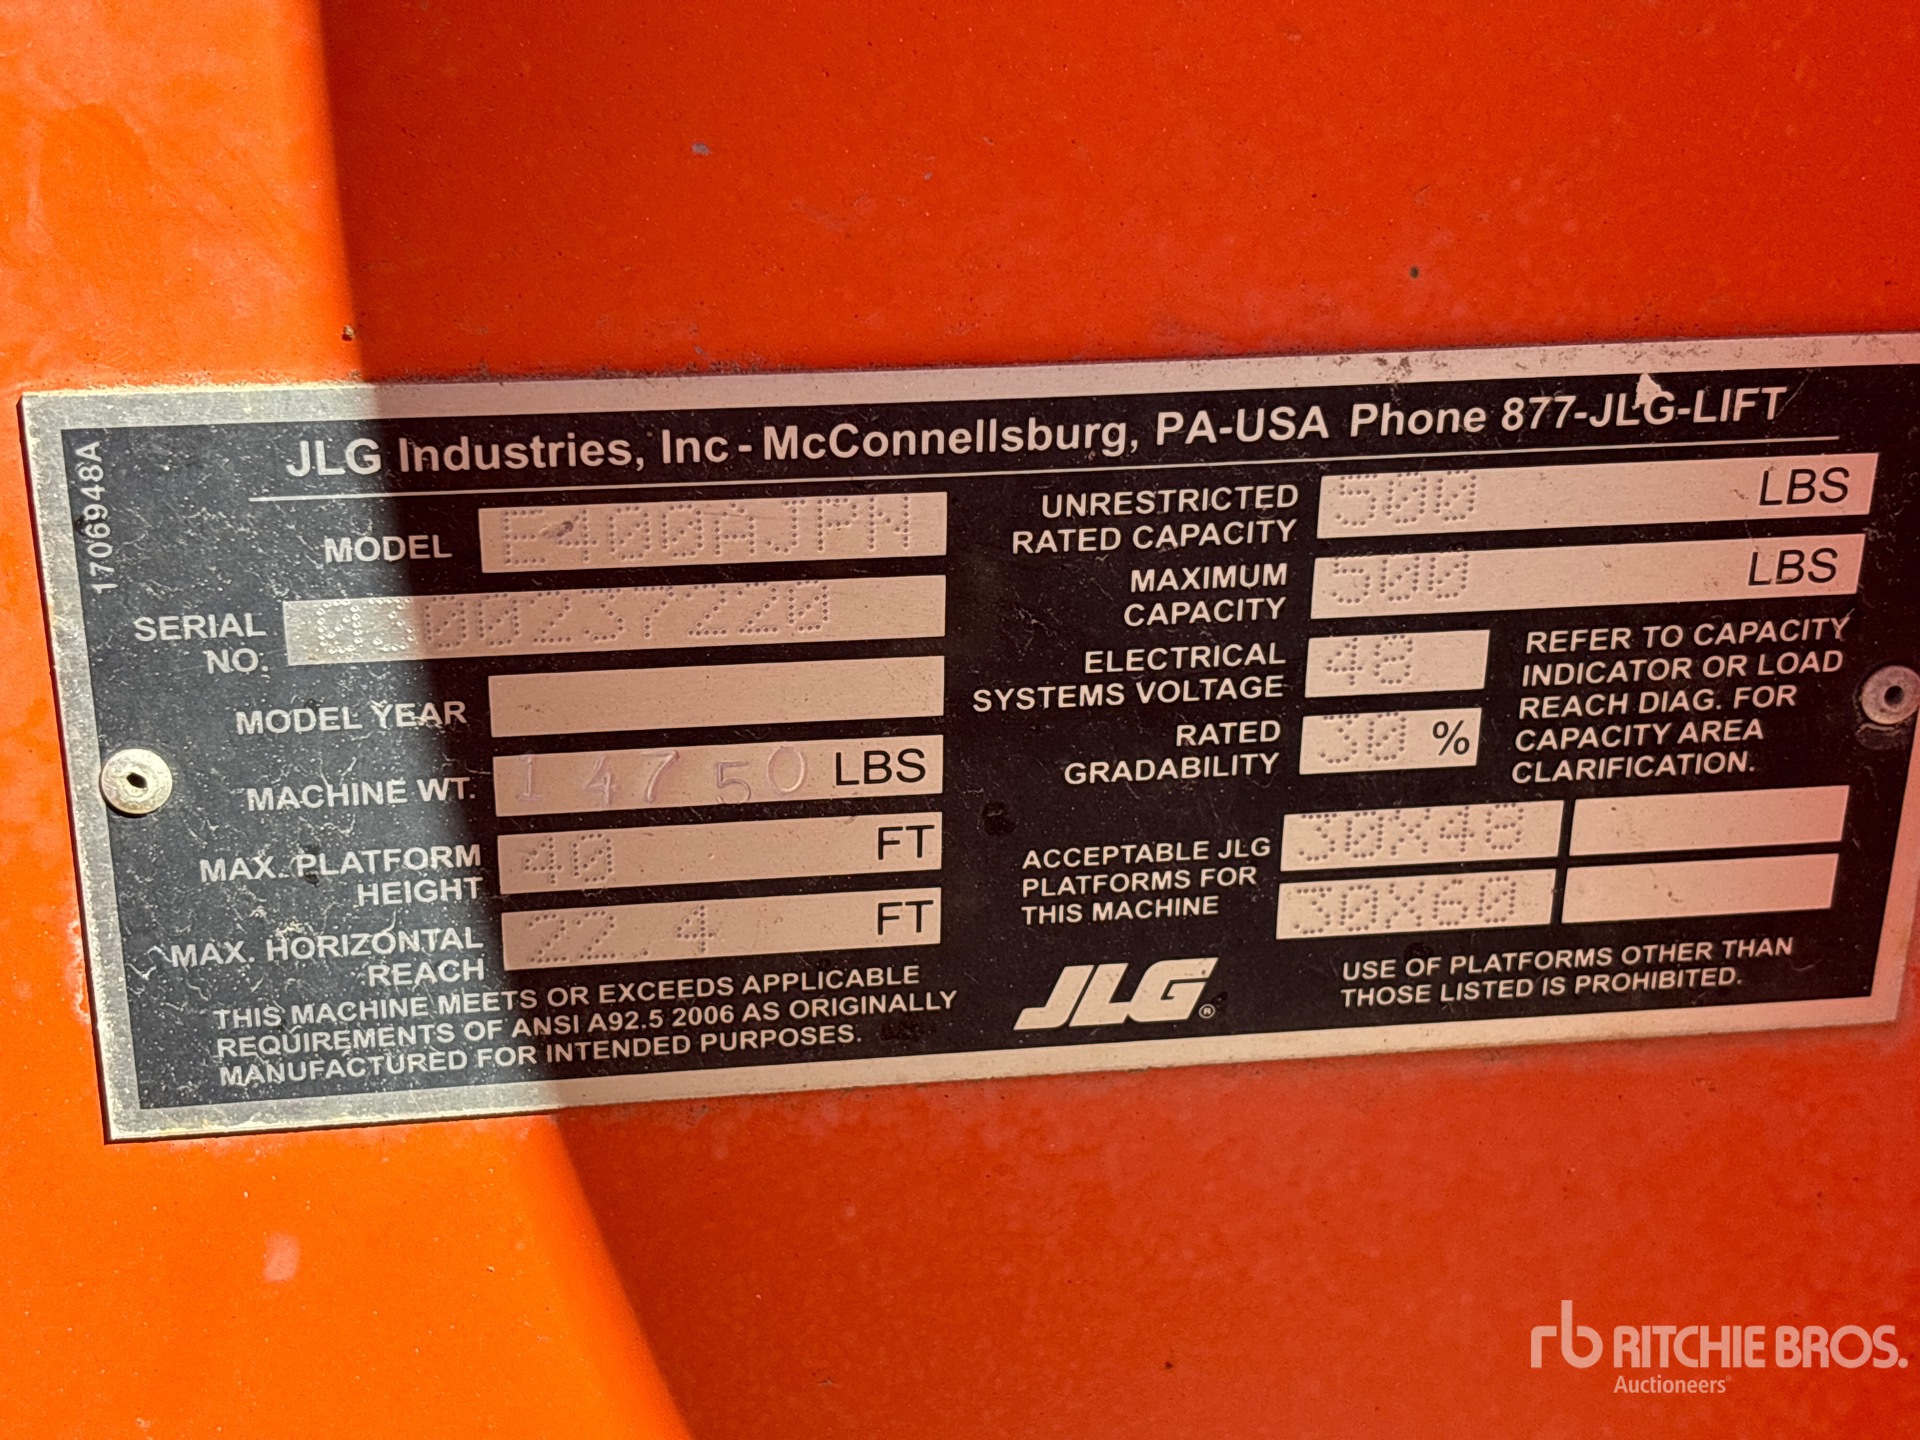 1706948A
JLG Industries, Inc - McConnellsburg, PA-USA Phone 877-JLG-LIFT
MODEL E400AJPN
SERIAL NO. 0300237220
MODEL YEAR
MACHINE WT. 14750 LBS
MAX. PLATFORM HEIGHT 40 FT
MAX. HORIZONTAL REACH 22.4 FT
THIS MACHINE MEETS OR EXCEEDS APPLICABLE
REQUIREMENTS OF ANSI A92.5 2006 AS ORIGINALLY
MANUFACTURED FOR INTENDED PURPOSES.
UNRESTRICTED RATED CAPACITY 500 LBS
MAXIMUM CAPACITY 500 LBS
ELECTRICAL SYSTEMS VOLTAGE 48
RATED GRADABILITY 30 %
REFER TO CAPACITY
INDICATOR OR LOAD
REACH DIAG. FOR
CAPACITY AREA
CLARIFICATION.
ACCEPTABLE JLG
PLATFORMS FOR
THIS MACHINE
30X48
30X60
JLG®
USE OF PLATFORMS OTHER THAN
THOSE LISTED IS PROHIBITED.
rb RITCHIE BROS.
Auctioneers